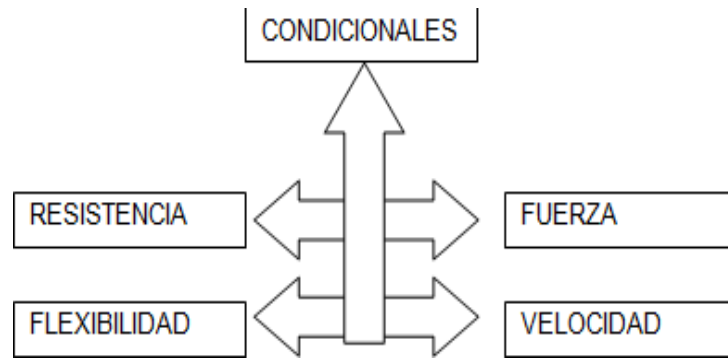 CONDICIONALES
RESISTENCIA
FUERZA
FLEXIBILIDAD
VELOCIDAD